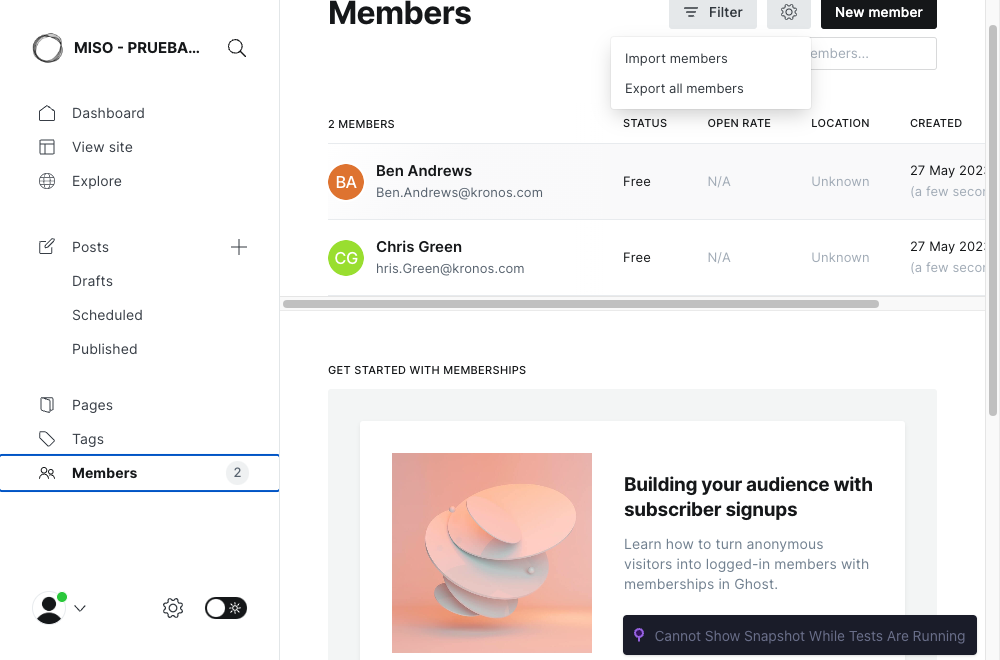 MISO - PRUEBA...
Dashboard
View site
Explore
Posts
Drafts
Scheduled
Published
Pages
Tags
Members 2
Members
Filter
New member
Import members
Export all members
embers...
2 MEMBERS STATUS OPEN RATE LOCATION CREATED
BA
Ben Andrews
Ben.Andrews@kronos.com
Free N/A Unknown
27 May 202
(a few secon
CG
Chris Green
hris.Green@kronos.com
Free N/A Unknown
27 May 202
(a few secon
GET STARTED WITH MEMBERSHIPS
Building your audience with
subscriber signups
Learn how to turn anonymous
visitors into logged-in members with
memberships in Ghost.
Cannot Show Snapshot While Tests Are Running